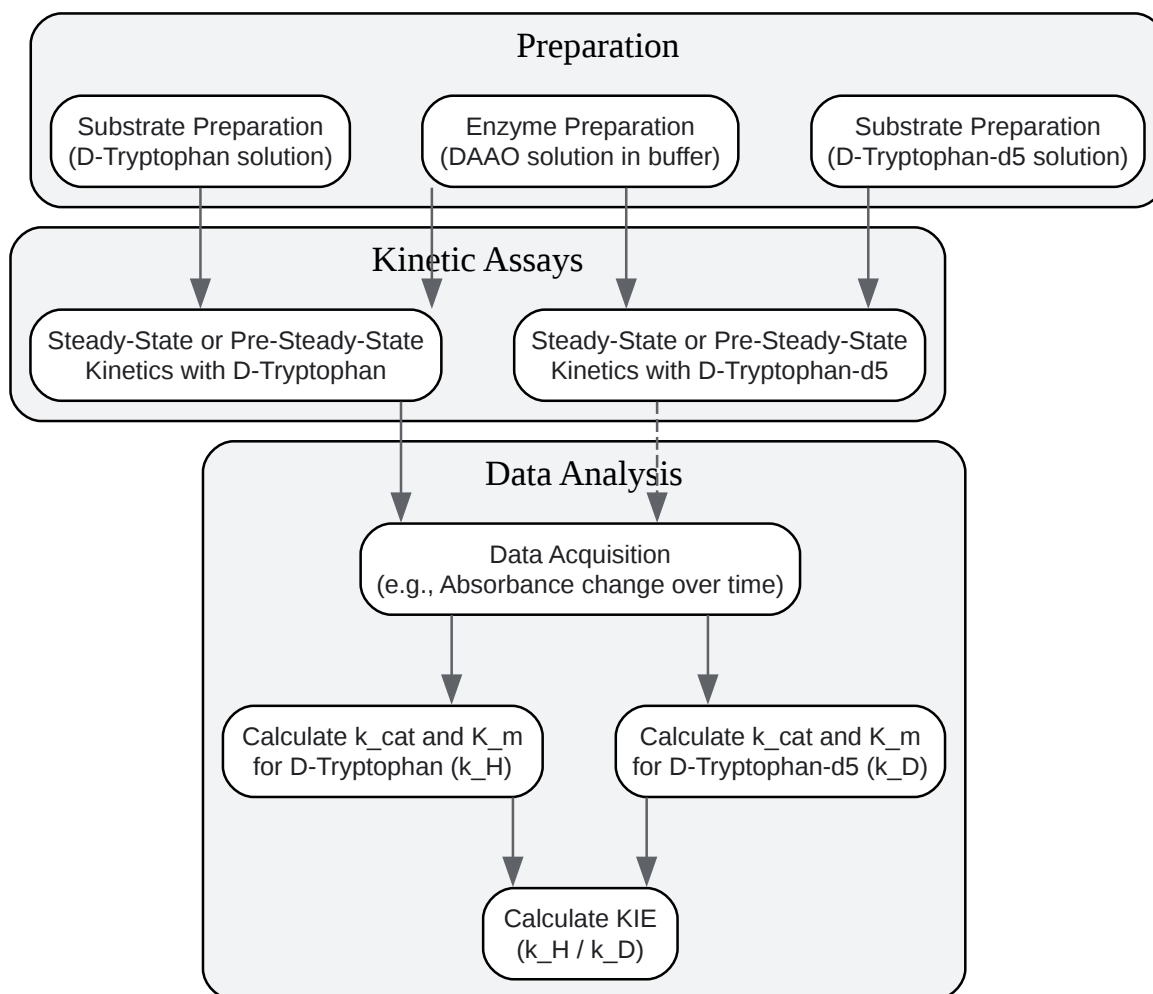 Preparation
Substrate Preparation
(D-Tryptophan solution)
Enzyme Preparation
(DAAO solution in buffer)
Substrate Preparation
(D-Tryptophan-d5 solution)
Kinetic Assays
Steady-State or Pre-Steady-State
Kinetics with D-Tryptophan
Steady-State or Pre-Steady-State
Kinetics with D-Tryptophan-d5
Data Analysis
Data Acquisition
(e.g., Absorbance change over time)
Calculate k_cat and K_m
for D-Tryptophan (k_H)
Calculate k_cat and K_m
for D-Tryptophan-d5 (k_D)
Calculate KIE
(k_H / k_D)